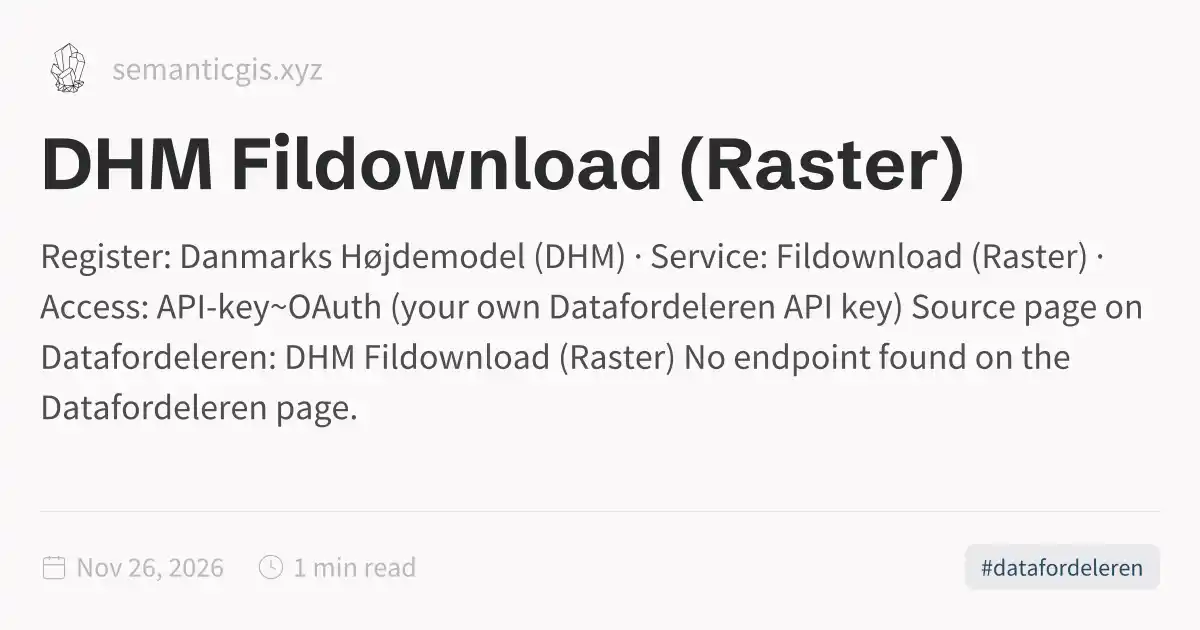 semanticgis.xyz
DHM Fildownload (Raster)
Register: Danmarks Højdemodel (DHM) · Service: Fildownload (Raster) ·
Access: API-key~OAuth (your own Datafordeleren API key) Source page on
Datafordeleren: DHM Fildownload (Raster) No endpoint found on the
Datafordeleren page.
Nov 26, 2026
1 min read
#datafordeleren